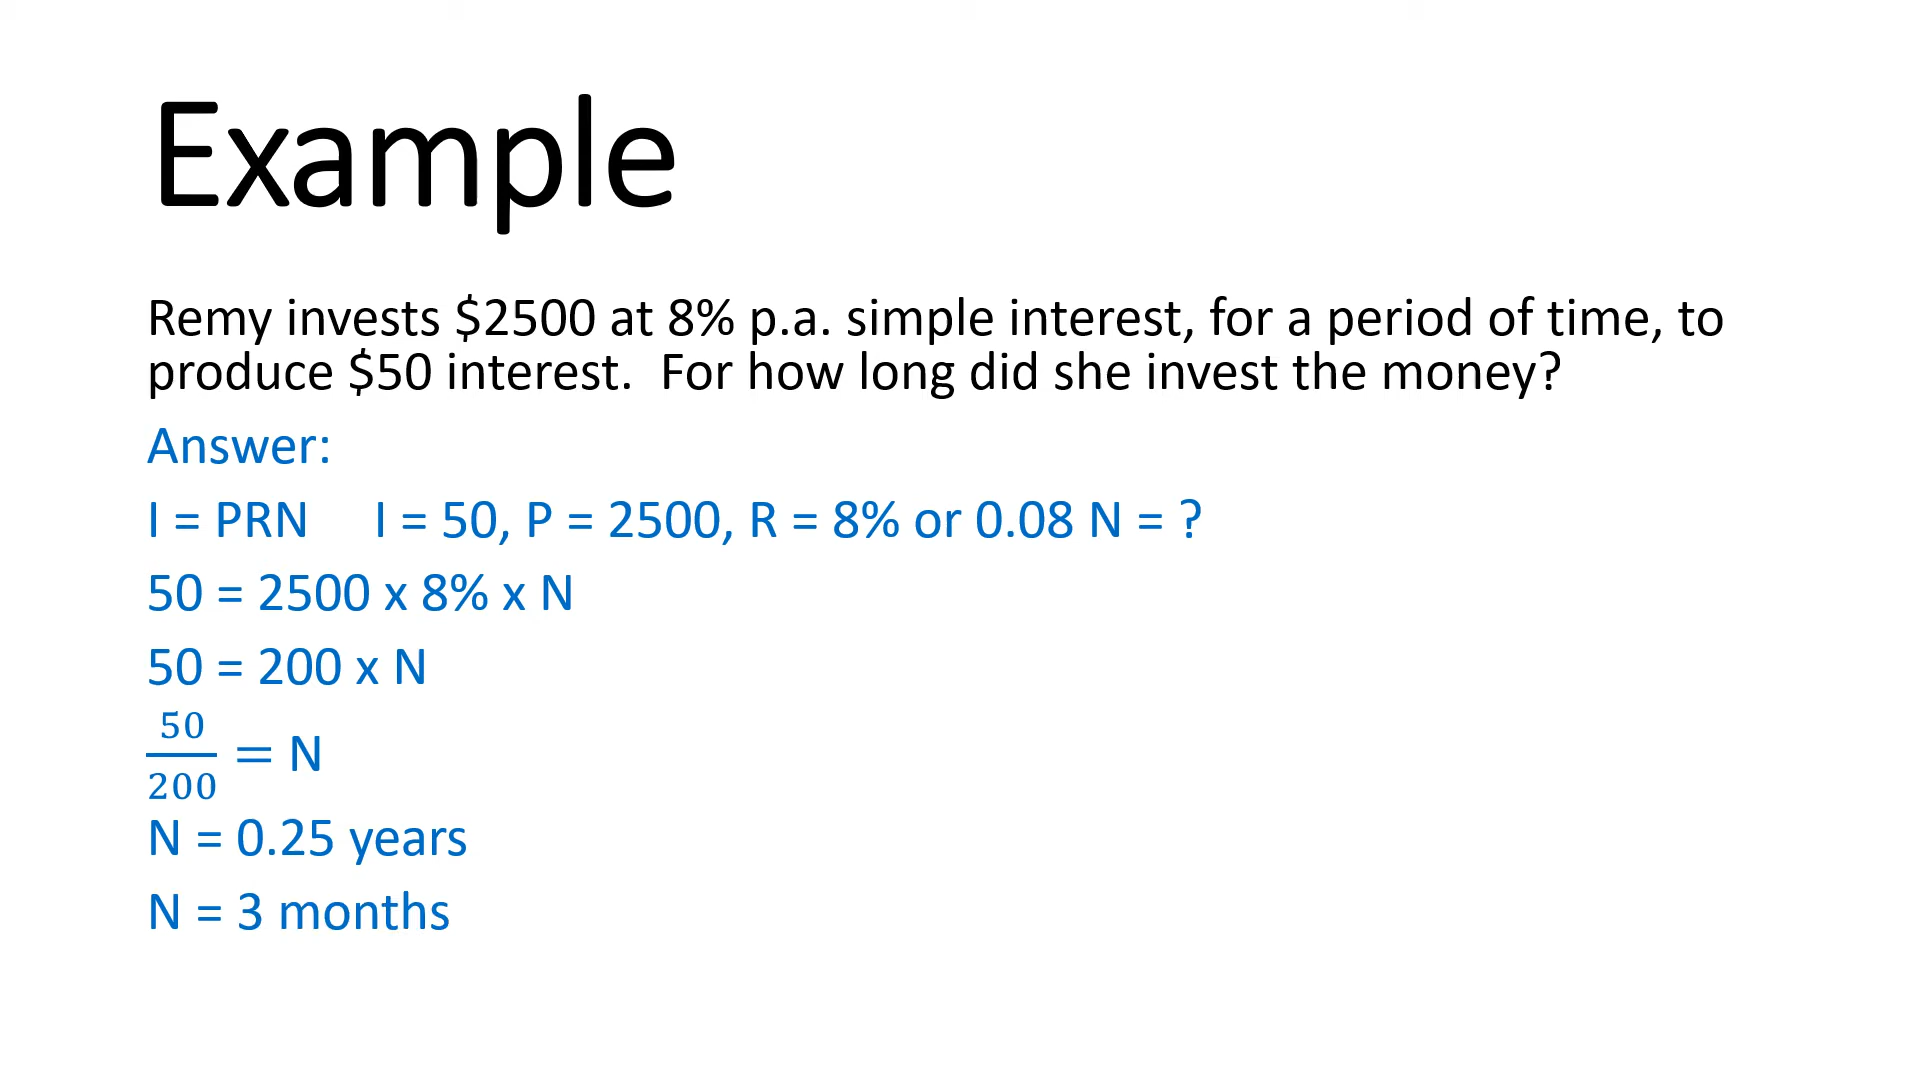 Example
Remy invests $2500 at 8% p.a. simple interest, for a period of time, to
produce $50 interest.  For how long did she invest the money?
Answer:
I = PRN     I = 50, P = 2500, R = 8% or 0.08 N = ?
50 = 2500 x 8% x N
50 = 200 x N
50/200 = N
N = 0.25 years
N = 3 months